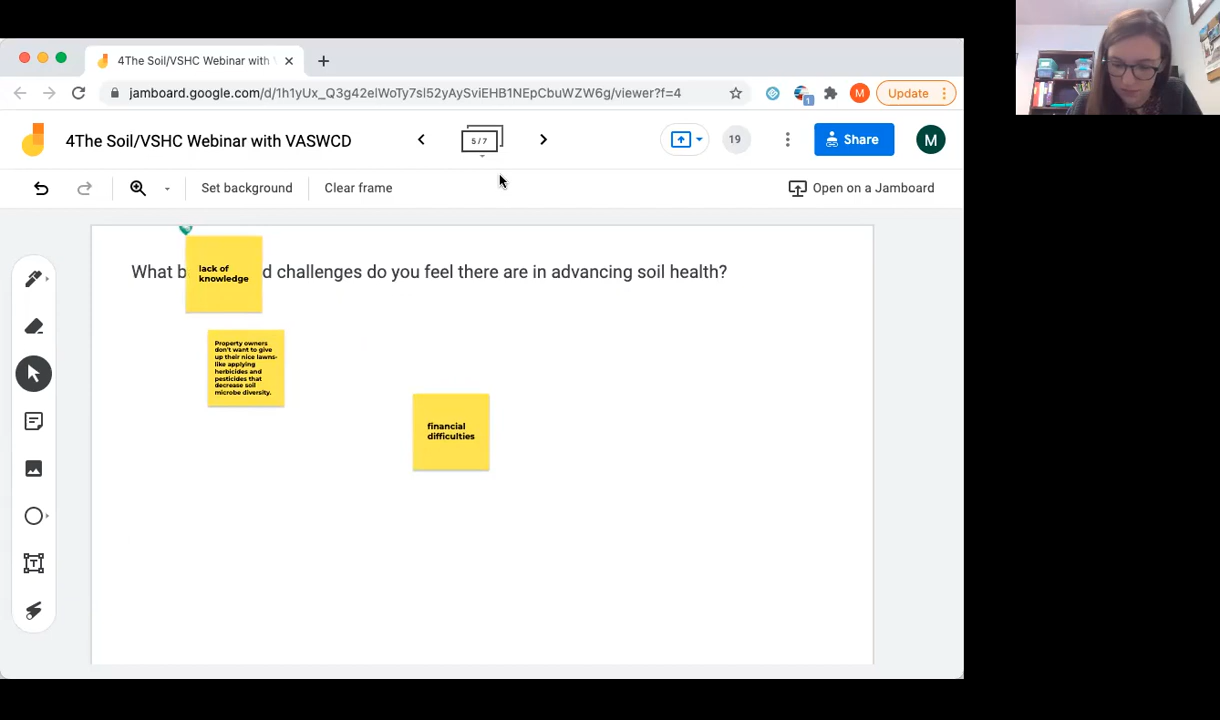 4The Soil/VSHC Webinar with
jamboard.google.com/d/1h1yUx_Q3g42elWoTy7sl52yAySviEHB1NEpCbuWZW6g/viewer?f=4
1
M
Update
4The Soil/VSHC Webinar with VASWCD
5 / 7
19
Share
M
Set background
Clear frame
Open on a Jamboard
What b d challenges do you feel there are in advancing soil health?
lack of
knowledge
Property owners
don't want to give
up their nice lawns-
like applying
herbicides and
pesticides that
decrease soil
microbe diversity.
financial
difficulties
T